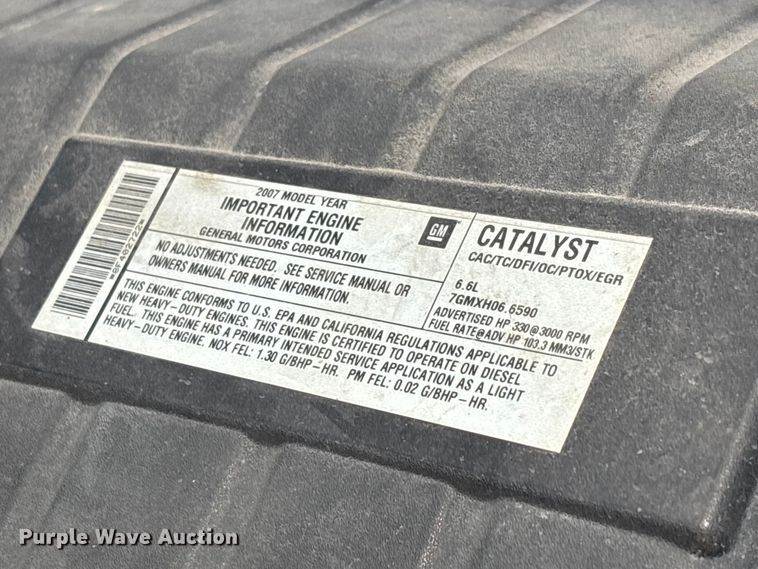 *8FA02722*
2007 MODEL YEAR
IMPORTANT ENGINE
INFORMATION
GENERAL MOTORS CORPORATION
GM
NO ADJUSTMENTS NEEDED. SEE SERVICE MANUAL OR
OWNERS MANUAL FOR MORE INFORMATION.
CATALYST
CAC/TC/DFI/OC/PTOX/EGR
6.6L
7GMXH06.6590
ADVERTISED HP 330@3000 RPM
FUEL RATE@ADV HP 103.3 MM3/STK
THIS ENGINE CONFORMS TO U.S. EPA AND CALIFORNIA REGULATIONS APPLICABLE TO
NEW HEAVY-DUTY ENGINES. THIS ENGINE IS CERTIFIED TO OPERATE ON DIESEL
FUEL. THIS ENGINE HAS A PRIMARY INTENDED SERVICE APPLICATION AS A LIGHT
HEAVY-DUTY ENGINE. NOX FEL: 1.30 G/BHP-HR. PM FEL: 0.02 G/BHP-HR.
Purple Wave Auction